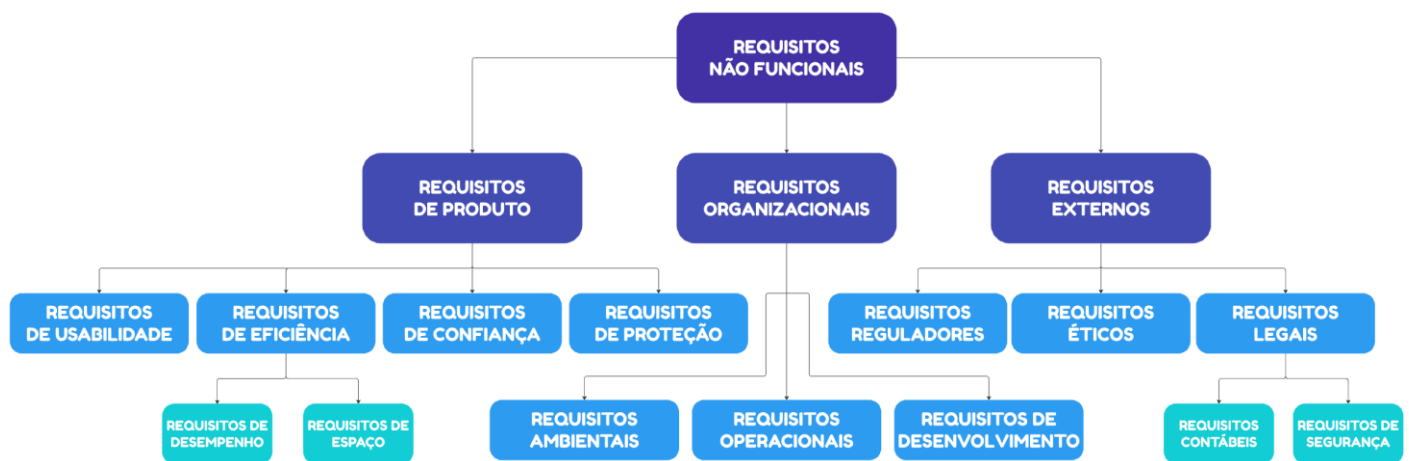 REQUISITOS
NÃO FUNCIONAIS
REQUISITOS
DE PRODUTO
REQUISITOS
ORGANIZACIONAIS
REQUISITOS
EXTERNOS
REQUISITOS
DE USABILIDADE
REQUISITOS
DE EFICIÊNCIA
REQUISITOS
DE CONFIANÇA
REQUISITOS
DE PROTEÇÃO
REQUISITOS
REGULADORES
REQUISITOS
ÉTICOS
REQUISITOS
LEGAIS
REQUISITOS DE
DESEMPENHO
REQUISITOS DE
ESPAÇO
REQUISITOS
AMBIENTAIS
REQUISITOS
OPERACIONAIS
REQUISITOS DE
DESENVOLVIMENTO
REQUISITOS
CONTÁBEIS
REQUISITOS DE
SEGURANÇA